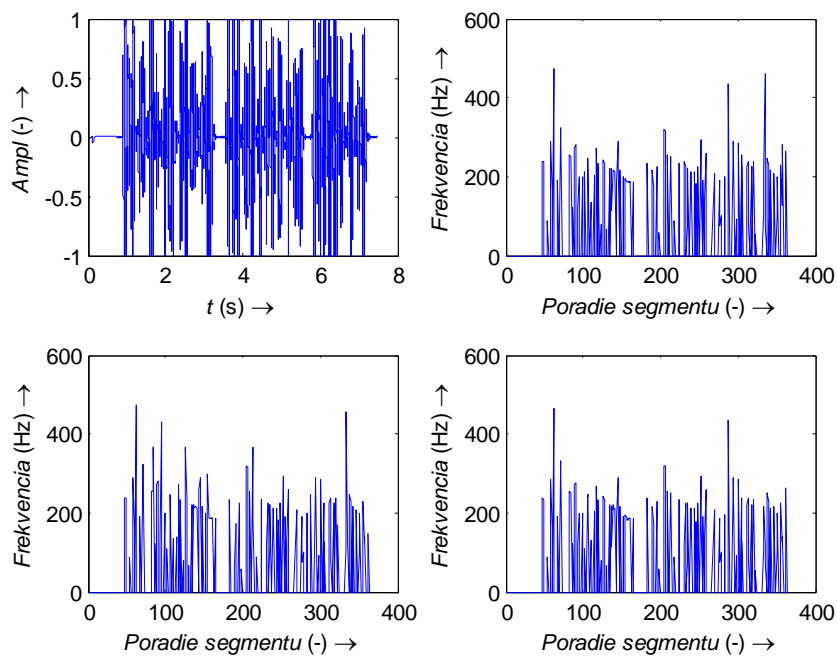 1
0.5
0
-0.5
-1
0 2 4 6 8
Ampl (-) →
t (s) →
600
400
200
0
0 100 200 300 400
Frekvencia (Hz) →
Poradie segmentu (-) →
600
400
200
0
0 100 200 300 400
Frekvencia (Hz) →
Poradie segmentu (-) →
600
400
200
0
0 100 200 300 400
Frekvencia (Hz) →
Poradie segmentu (-) →